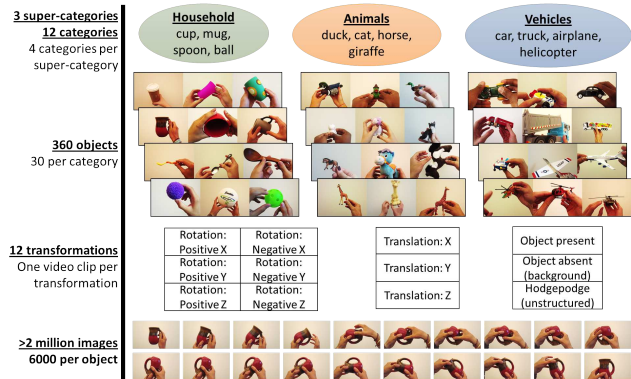 3 super-categories
12 categories
4 categories per
super-category
Household
cup, mug,
spoon, ball
Animals
duck, cat, horse,
giraffe
Vehicles
car, truck, airplane,
helicopter
360 objects
30 per category
12 transformations
One video clip per
transformation
Rotation:
Positive X
Rotation:
Negative X
Rotation:
Positive Y
Rotation:
Negative Y
Rotation:
Positive Z
Rotation:
Negative Z
Translation: X
Translation: Y
Translation: Z
Object present
Object absent
(background)
Hodgepodge
(unstructured)
>2 million images
6000 per object